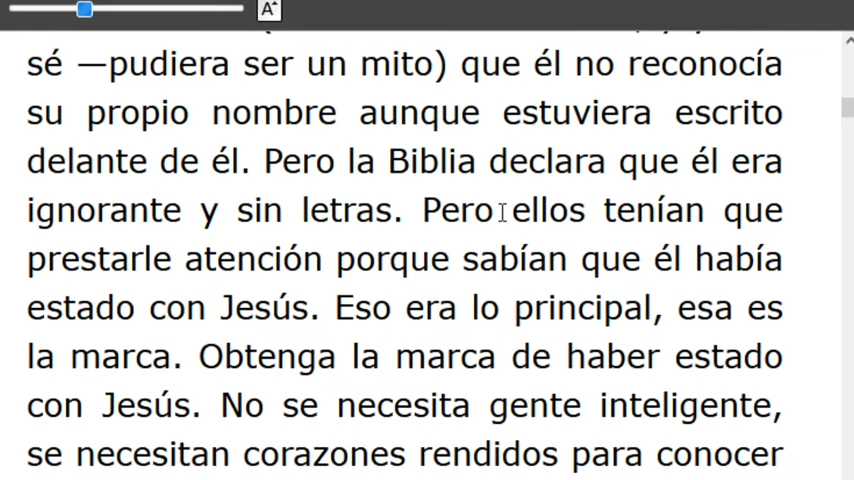 A
sé —pudiera ser un mito) que él no reconocía
su propio nombre aunque estuviera escrito
delante de él. Pero la Biblia declara que él era
ignorante y sin letras. Pero ellos tenían que
prestarle atención porque sabían que él había
estado con Jesús. Eso era lo principal, esa es
la marca. Obtenga la marca de haber estado
con Jesús. No se necesita gente inteligente,
se necesitan corazones rendidos para conocer